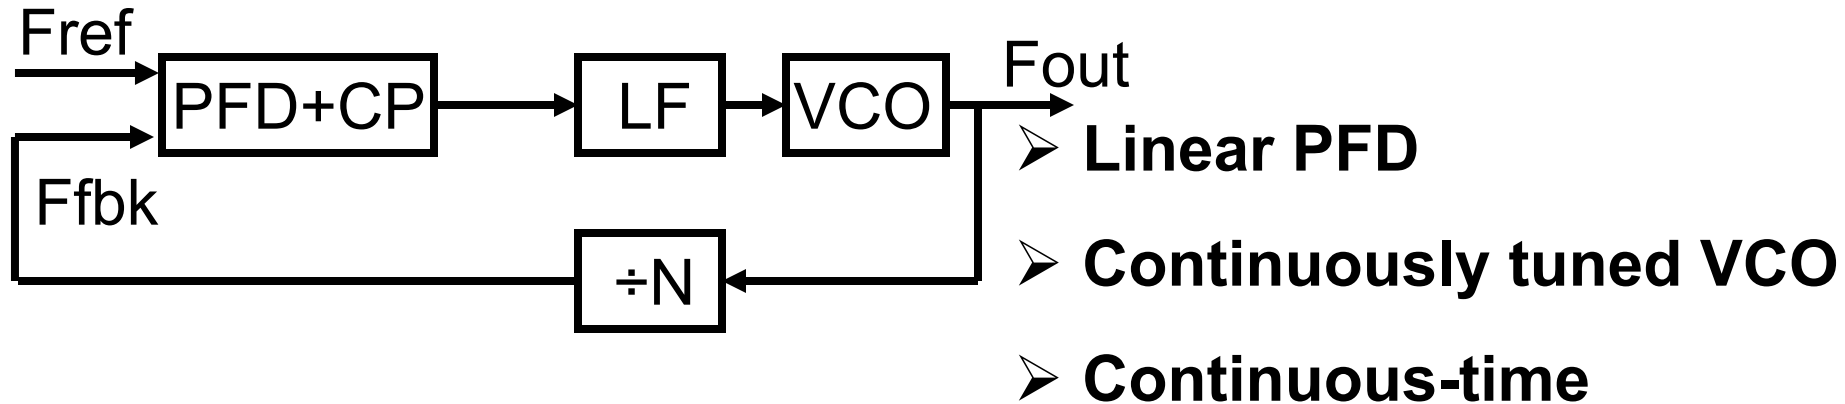 Fref
PFD+CP
LF
VCO
Fout
Ffbk
÷N
➢ Linear PFD
➢ Continuously tuned VCO
➢ Continuous-time